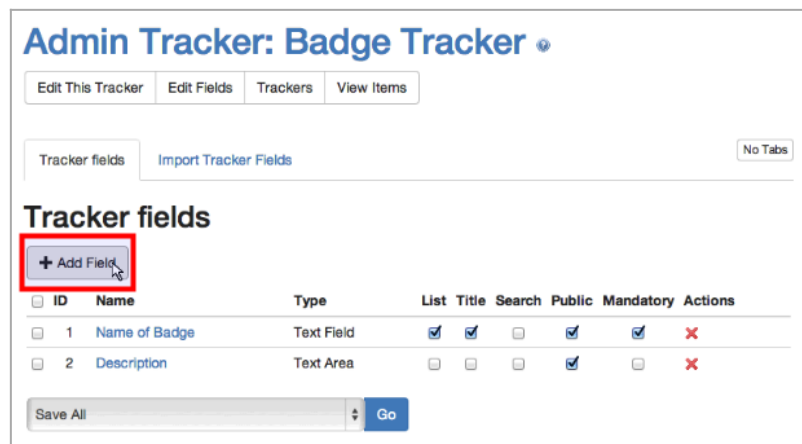 Admin Tracker: Badge Tracker
Edit This Tracker Edit Fields Trackers View Items
Tracker fields Import Tracker Fields No Tabs
Tracker fields
Add Field
ID Name Type List Title Search Public Mandatory Actions
1 Name of Badge Text Field
2 Description Text Area
Save All Go